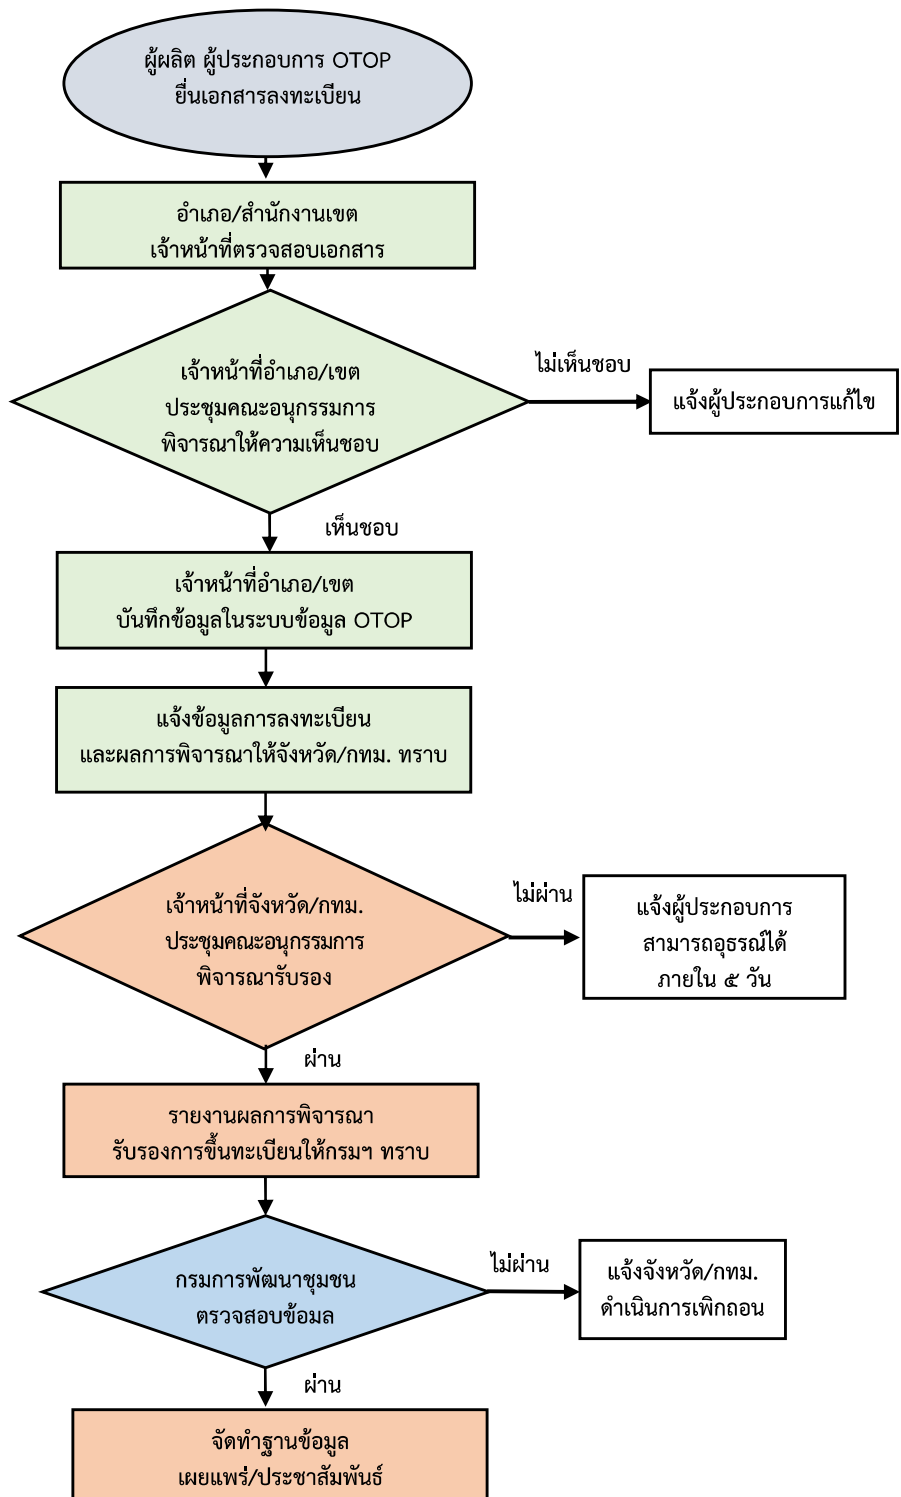 ผู้ผลิต ผู้ประกอบการ OTOP
ยื่นเอกสารลงทะเบียน
อำเภอ/สำนักงานเขต
เจ้าหน้าที่ตรวจสอบเอกสาร
เจ้าหน้าที่อำเภอ/เขต
ประชุมคณะอนุกรรมการ
พิจารณาให้ความเห็นชอบ
ไม่เห็นชอบ
แจ้งผู้ประกอบการแก้ไข
เห็นชอบ
เจ้าหน้าที่อำเภอ/เขต
บันทึกข้อมูลในระบบข้อมูล OTOP
แจ้งข้อมูลการลงทะเบียน
และผลการพิจารณาให้จังหวัด/กทม. ทราบ
เจ้าหน้าที่จังหวัด/กทม.
ประชุมคณะอนุกรรมการ
พิจารณารับรอง
ไม่ผ่าน
แจ้งผู้ประกอบการ
สามารถอุธรณ์ได้
ภายใน ๕ วัน
ผ่าน
รายงานผลการพิจารณา
รับรองการขึ้นทะเบียนให้กรมฯ ทราบ
กรมการพัฒนาชุมชน
ตรวจสอบข้อมล
ไม่ผ่าน
แจ้งจังหวัด/กทม.
ดำเนินการเพิกถอน
ผ่าน
จัดทำฐานข้อมูล
เผยแพร่/ประชาสัมพันธ์